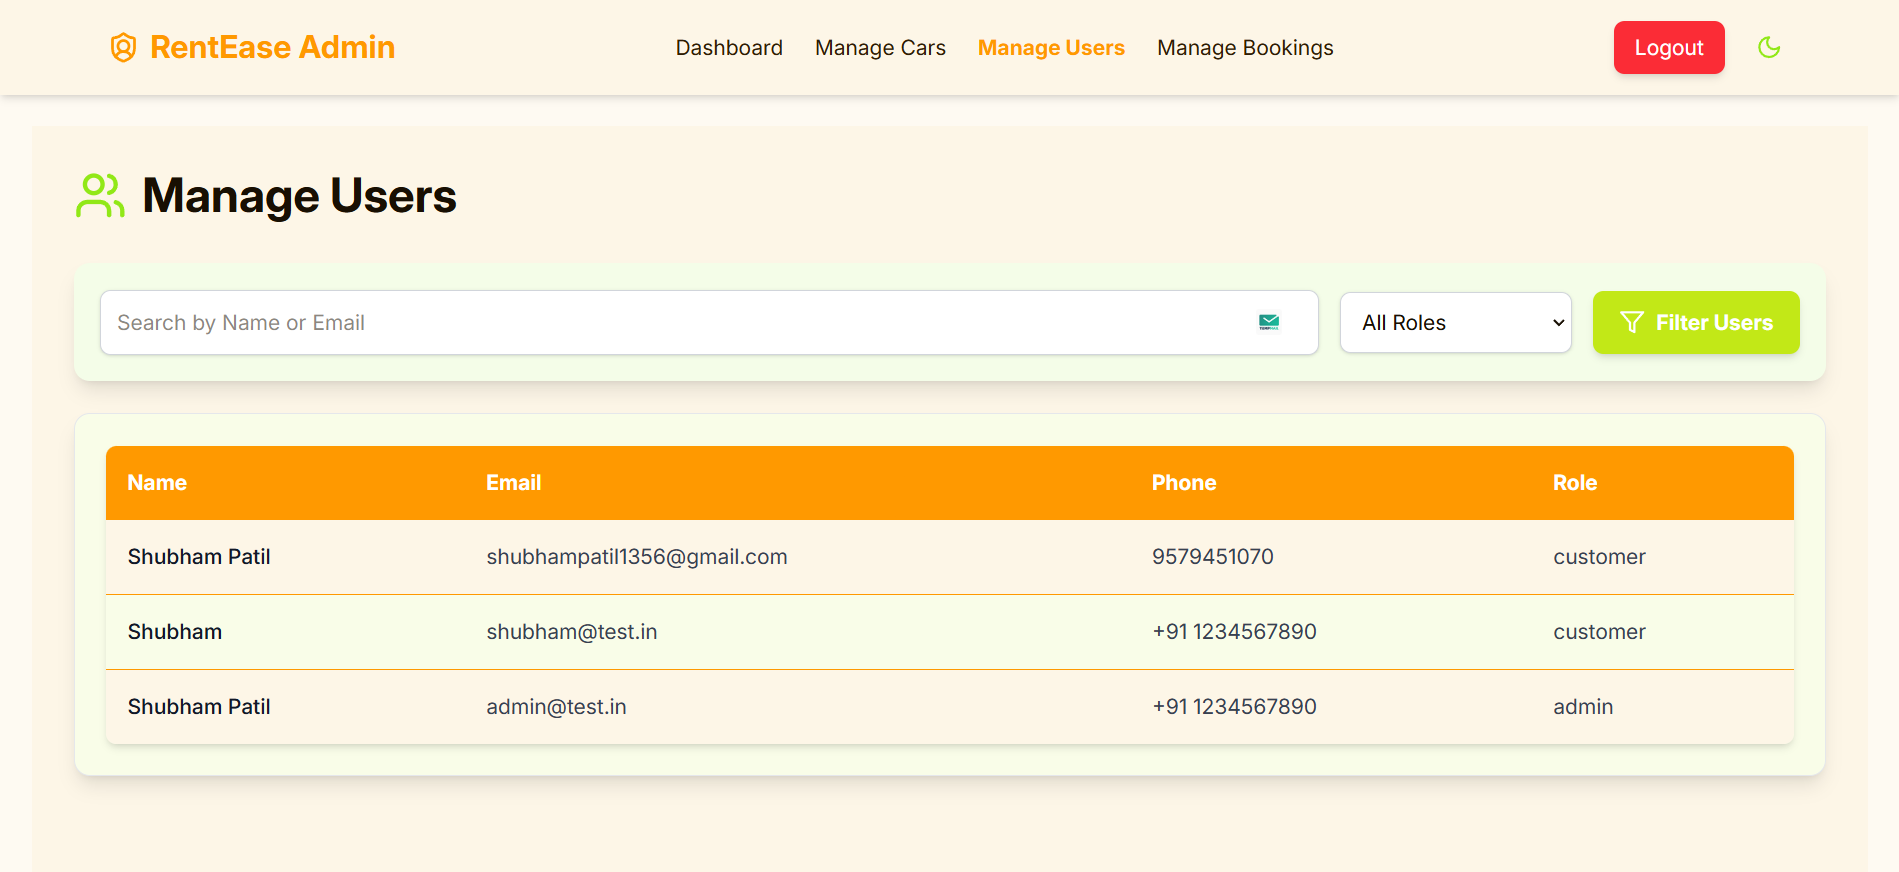 RentEase Admin
Dashboard
Manage Cars
Manage Users
Manage Bookings
Logout
Manage Users
Search by Name or Email
All Roles
Filter Users
Name Email Phone Role
Shubham Patil shubhampatil1356@gmail.com 9579451070 customer
Shubham shubham@test.in +91 1234567890 customer
Shubham Patil admin@test.in +91 1234567890 admin